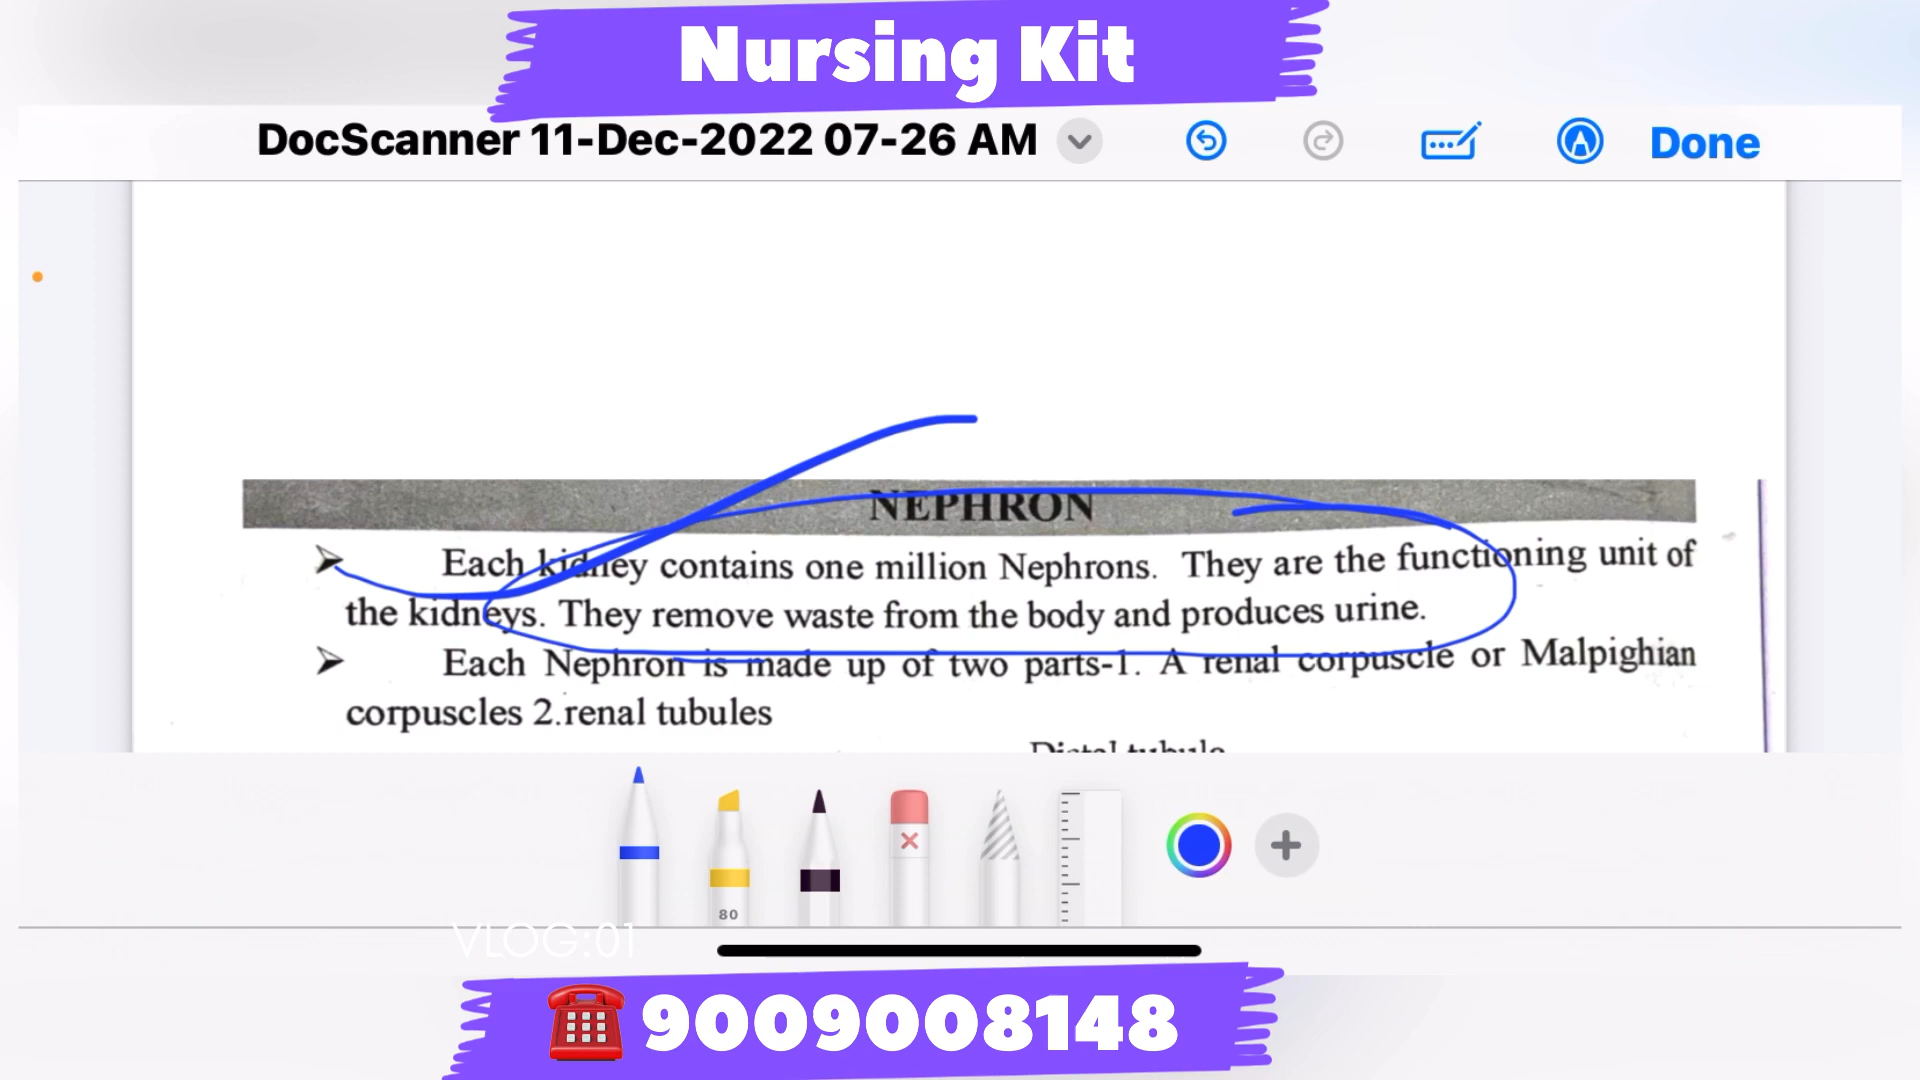 Nursing Kit
DocScanner 11-Dec-2022 07-26 AM
Done
NEPHRON
Each kidney contains one million Nephrons. They are the functioning unit of
the kidneys. They remove waste from the body and produces urine.
Each Nephron is made up of two parts-1. A renal corpuscle or Malpighian
corpuscles 2.renal tubules
Distal tubule
80
VLOG:01
9009008148